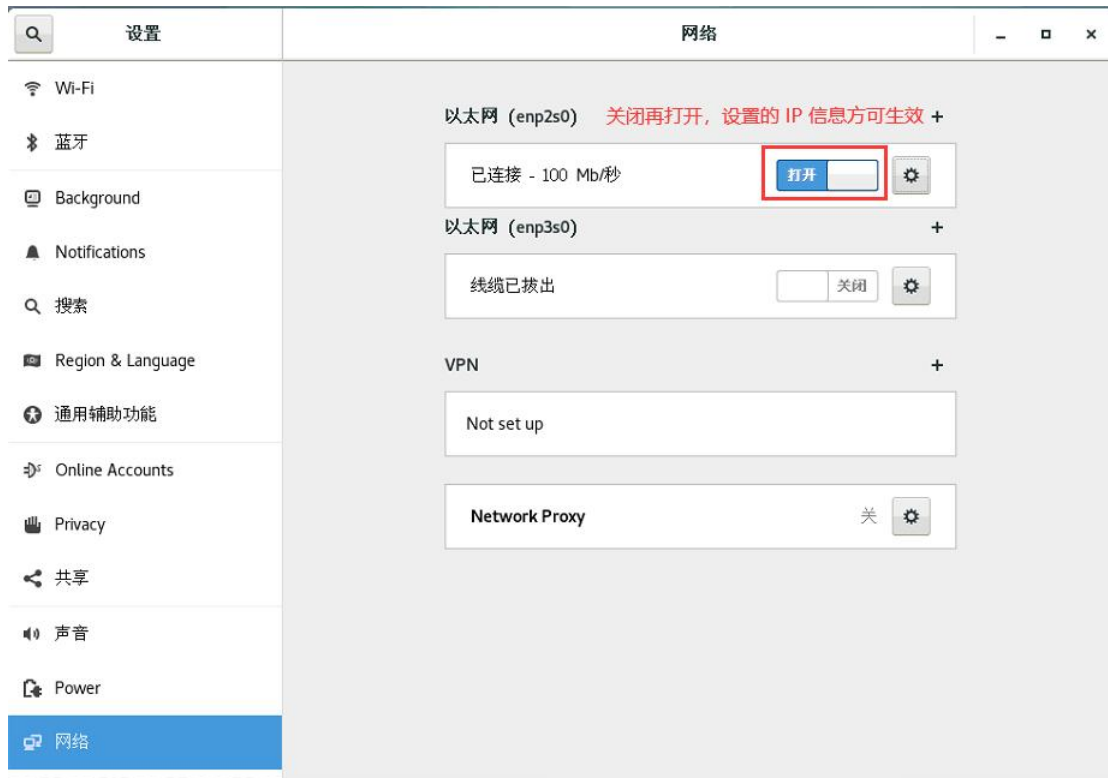 设置
网络
Wi-Fi
蓝牙
Background
Notifications
搜索
Region & Language
通用辅助功能
Online Accounts
Privacy
共享
声音
Power
网络
以太网 (enp2s0) 关闭再打开，设置的 IP 信息方可生效 +
已连接 - 100 Mb/秒 打开
以太网 (enp3s0) +
线缆已拔出 关闭
VPN +
Not set up
Network Proxy 关